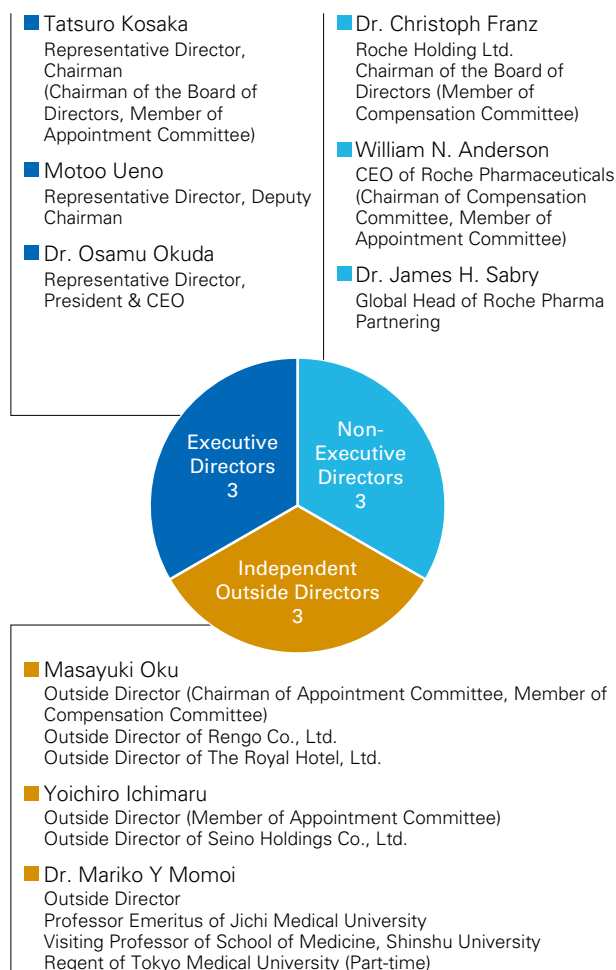 Tatsuro Kosaka
Representative Director,
Chairman
(Chairman of the Board of
Directors, Member of
Appointment Committee)
Motoo Ueno
Representative Director, Deputy
Chairman
Dr. Osamu Okuda
Representative Director,
President & CEO
Dr. Christoph Franz
Roche Holding Ltd.
Chairman of the Board of
Directors (Member of
Compensation Committee)
William N. Anderson
CEO of Roche Pharmaceuticals
(Chairman of Compensation
Committee, Member of
Appointment Committee)
Dr. James H. Sabry
Global Head of Roche Pharma
Partnering
Executive
Directors
3
Non-
Executive
Directors
3
Independent
Outside Directors
3
Masayuki Oku
Outside Director (Chairman of Appointment Committee, Member of
Compensation Committee)
Outside Director of Rengo Co., Ltd.
Outside Director of The Royal Hotel, Ltd.
Yoichiro Ichimaru
Outside Director (Member of Appointment Committee)
Outside Director of Seino Holdings Co., Ltd.
Dr. Mariko Y Momoi
Outside Director
Professor Emeritus of Jichi Medical University
Visiting Professor of School of Medicine, Shinshu University
Regent of Tokyo Medical University (Part-time)